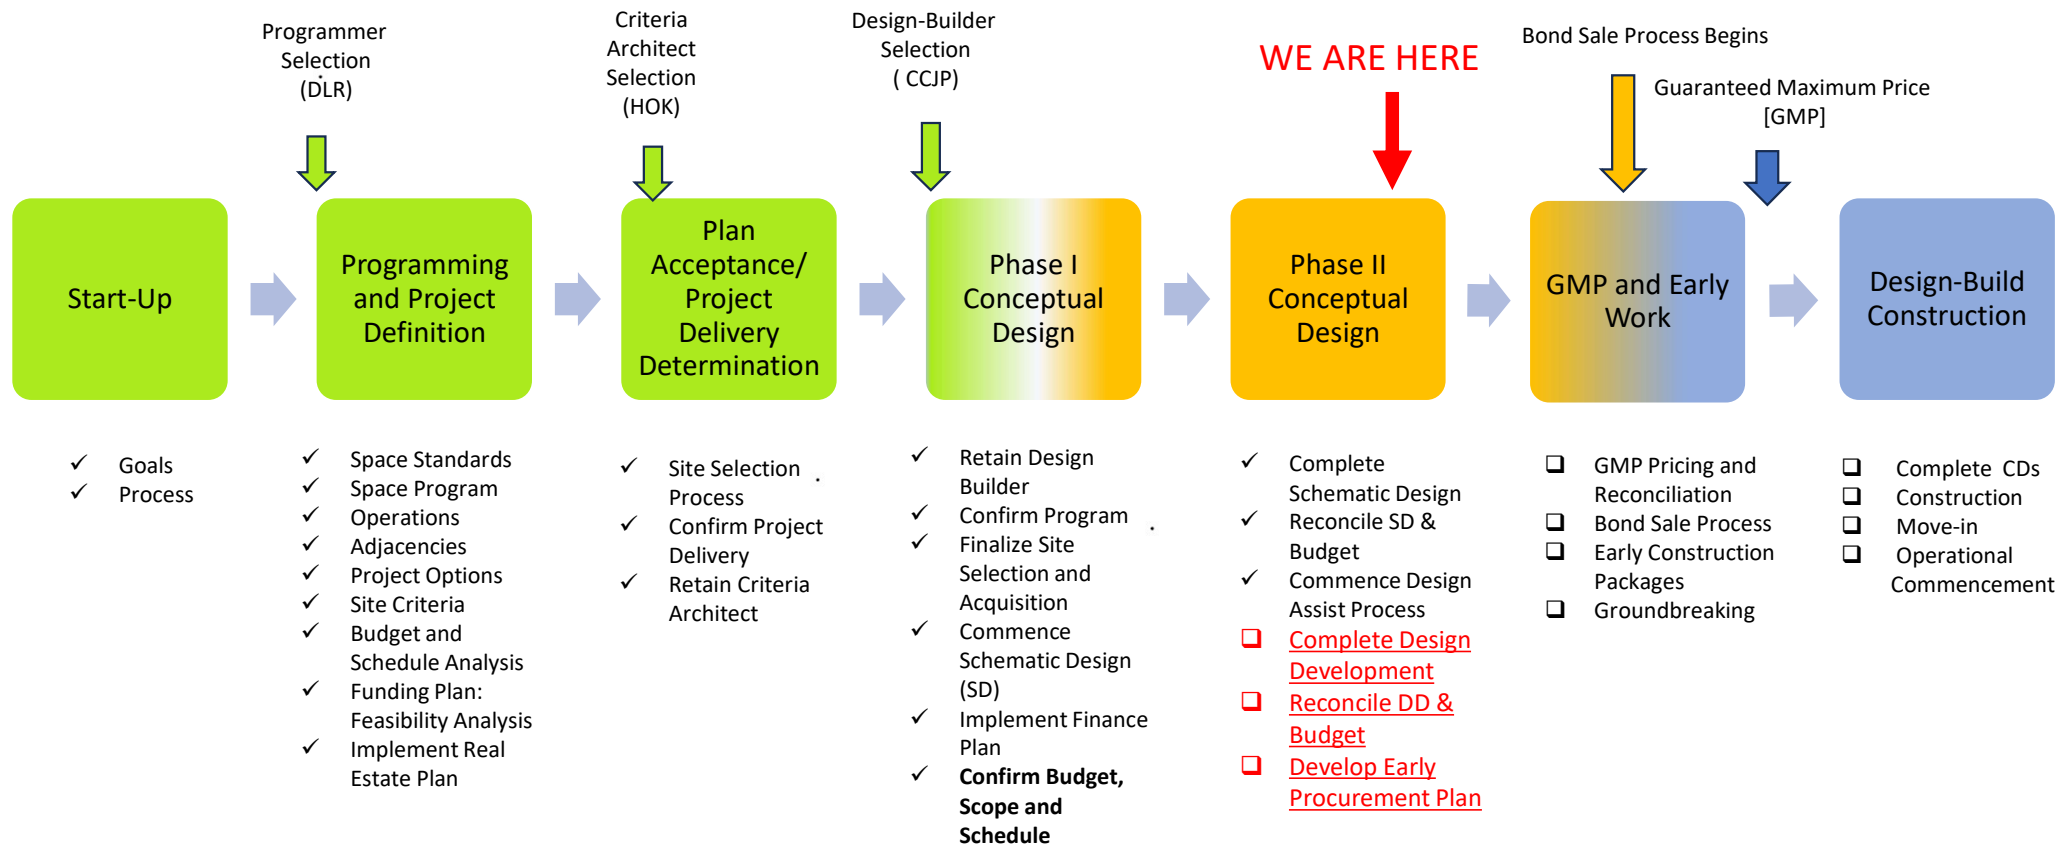 Programmer
Selection
(DLR)
Criteria
Architect
Selection
(HOK)
Design-Builder
Selection
( CCJP)
WE ARE HERE
Bond Sale Process Begins
Guaranteed Maximum Price
[GMP]
Start-Up
Programming
and Project
Definition
Plan
Acceptance/
Project
Delivery
Determination
Phase I
Conceptual
Design
Phase II
Conceptual
Design
GMP and Early
Work
Design-Build
Construction
✓ Goals
✓ Process
✓ Space Standards
✓ Space Program
✓ Operations
✓ Adjacencies
✓ Project Options
✓ Site Criteria
✓ Budget and
Schedule Analysis
✓ Funding Plan:
Feasibility Analysis
✓ Implement Real
Estate Plan
✓ Site Selection
Process
✓ Confirm Project
Delivery
✓ Retain Criteria
Architect
✓ Retain Design
Builder
✓ Confirm Program
✓ Finalize Site
Selection and
Acquisition
✓ Commence
Schematic Design
(SD)
✓ Implement Finance
Plan
✓ Confirm Budget,
Scope and
Schedule
✓ Complete
Schematic Design
✓ Reconcile SD &
Budget
✓ Commence Design
Assist Process
❑ Complete Design
Development
❑ Reconcile DD &
Budget
❑ Develop Early
Procurement Plan
❑ GMP Pricing and
Reconciliation
❑ Bond Sale Process
❑ Early Construction
Packages
❑ Groundbreaking
❑ Complete CDs
❑ Construction
❑ Move-in
❑ Operational
Commencement